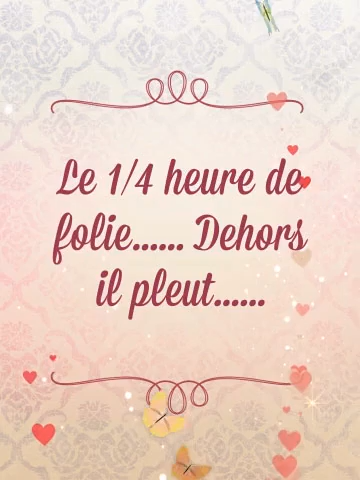 Le 1/4 heure de
folie...... Dehors
il pleut......